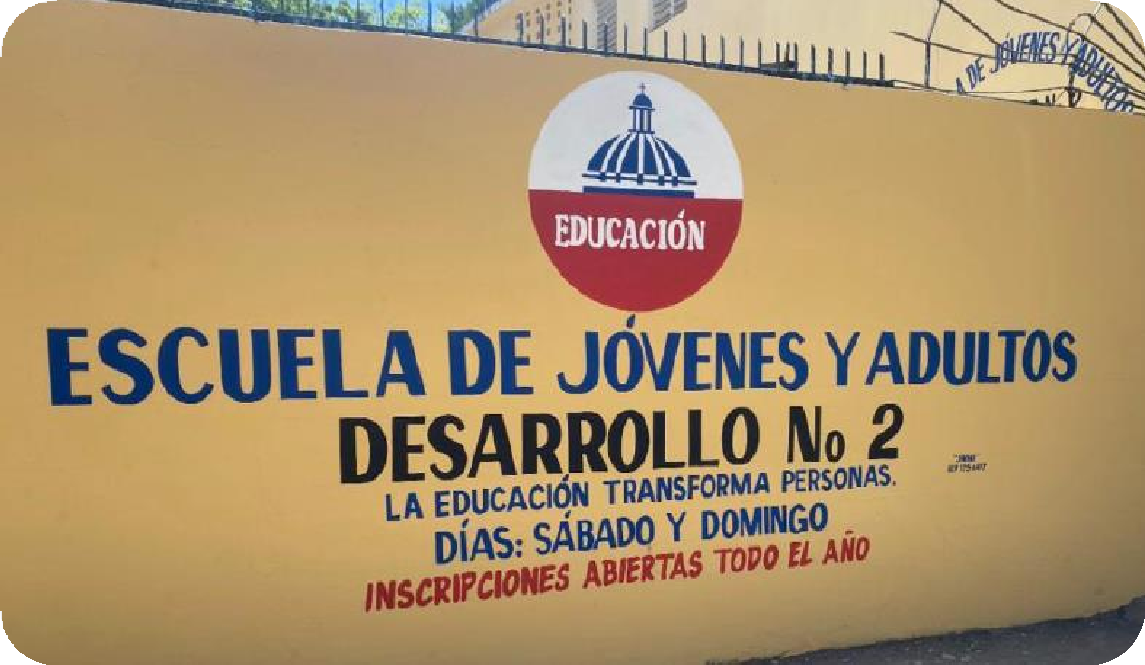 A DE JÓVENES Y ADULTOS
EDUCACIÓN
ESCUELA DE JÓVENES Y ADULTOS
DESARROLLO No 2
LA EDUCACIÓN TRANSFORMA PERSONAS.
DÍAS: SÁBADO Y DOMINGO
INSCRIPCIONES ABIERTAS TODO EL AÑO